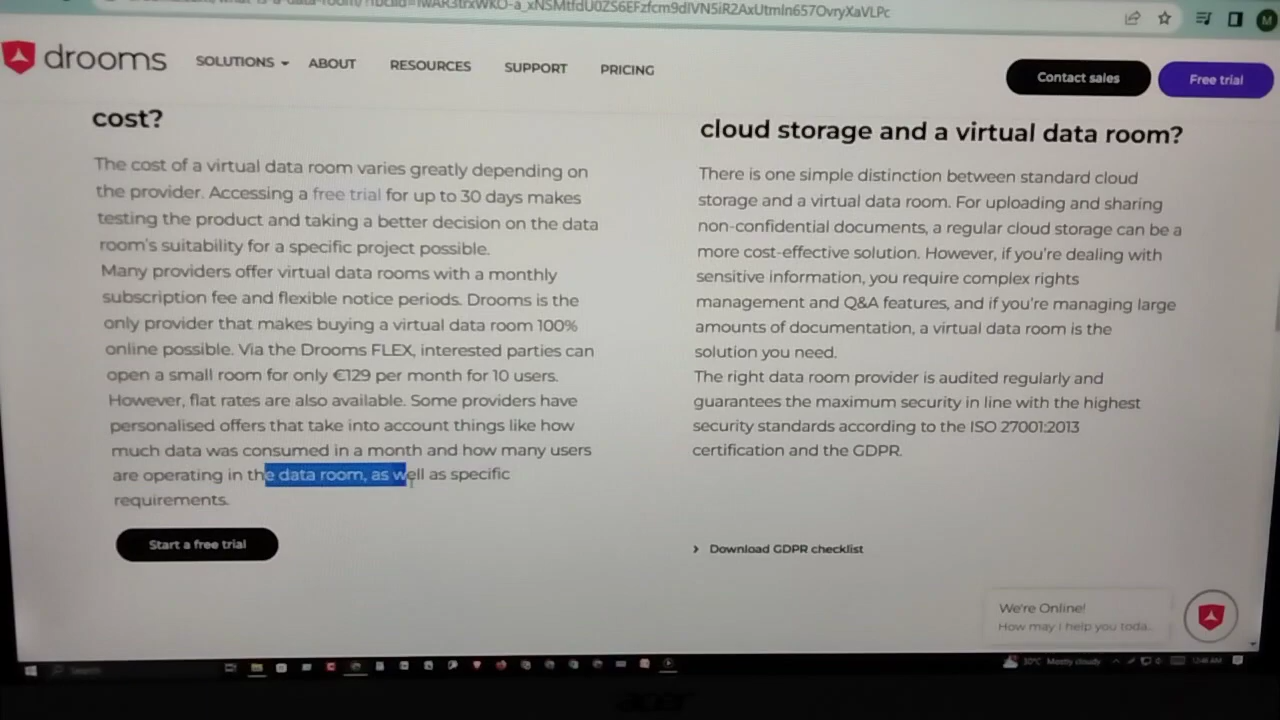 drooms
SOLUTIONS
ABOUT
RESOURCES
SUPPORT
PRICING
Contact sales
Free trial
cost?
The cost of a virtual data room varies greatly depending on
the provider. Accessing a free trial for up to 30 days makes
testing the product and taking a better decision on the data
room's suitability for a specific project possible.
Many providers offer virtual data rooms with a monthly
subscription fee and flexible notice periods. Drooms is the
only provider that makes buying a virtual data room 100%
online possible. Via the Drooms FLEX, interested parties can
open a small room for only €129 per month for 10 users.
However, flat rates are also available. Some providers have
personalised offers that take into account things like how
much data was consumed in a month and how many users
are operating in the data room, as well as specific
requirements.
Start a free trial
cloud storage and a virtual data room?
There is one simple distinction between standard cloud
storage and a virtual data room. For uploading and sharing
non-confidential documents, a regular cloud storage can be a
more cost-effective solution. However, if you're dealing with
sensitive information, you require complex rights
management and Q&A features, and if you're managing large
amounts of documentation, a virtual data room is the
solution you need.
The right data room provider is audited regularly and
guarantees the maximum security in line with the highest
security standards according to the ISO 27001:2013
certification and the GDPR.
Download GDPR checklist
We're Online!
How may I help you toda..
Search
30°C Mostly cloudy
acer